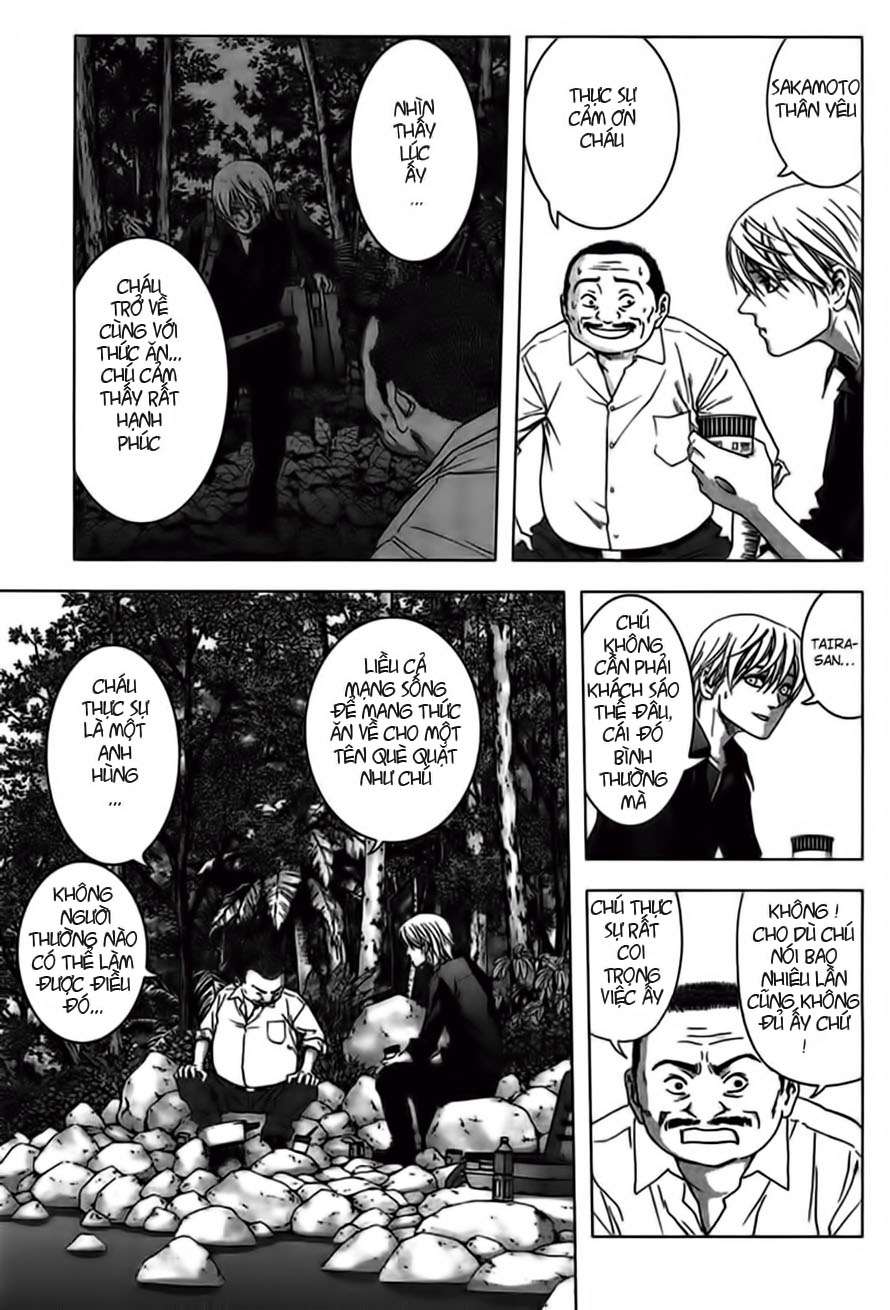 SAKAMOTO
THÂN YÊU
THỰC SỰ
CẢM ƠN
CHÁU
NHÌN
THẤY
LÚC
ẤY
...
CHÁU
TRỞ VỀ
CÙNG VỚI
THỨC ĂN...
CHÚ CẢM
THẤY RẤT
HẠNH
PHÚC
TAIRA-
SAN...
CHÚ
KHÔNG
CẦN PHẢI
KHÁCH SÁO
THẾ ĐÂU,
CÁI ĐÓ
BÌNH
THƯỜNG
MÀ
KHÔNG !
CHO DÙ CHÚ
NÓI BAO
NHIÊU LẦN
CŨNG KHÔNG
ĐỦ ẤY CHỨ
!
CHÚ THỰC
SỰ RẤT
COI
TRỌNG
VIỆC ẤY
LIỀU CẢ
MẠNG SỐNG
ĐỂ MANG THỨC
ĂN VỀ CHO MỘT
TÊN QUÈ QUẶT
NHƯ CHÚ
CHÁU
THỰC SỰ
LÀ MỘT
ANH
HÙNG
...
KHÔNG
NGƯỜI
THƯỜNG NÀO
CÓ THỂ LÀM
ĐƯỢC ĐIỀU
ĐÓ...